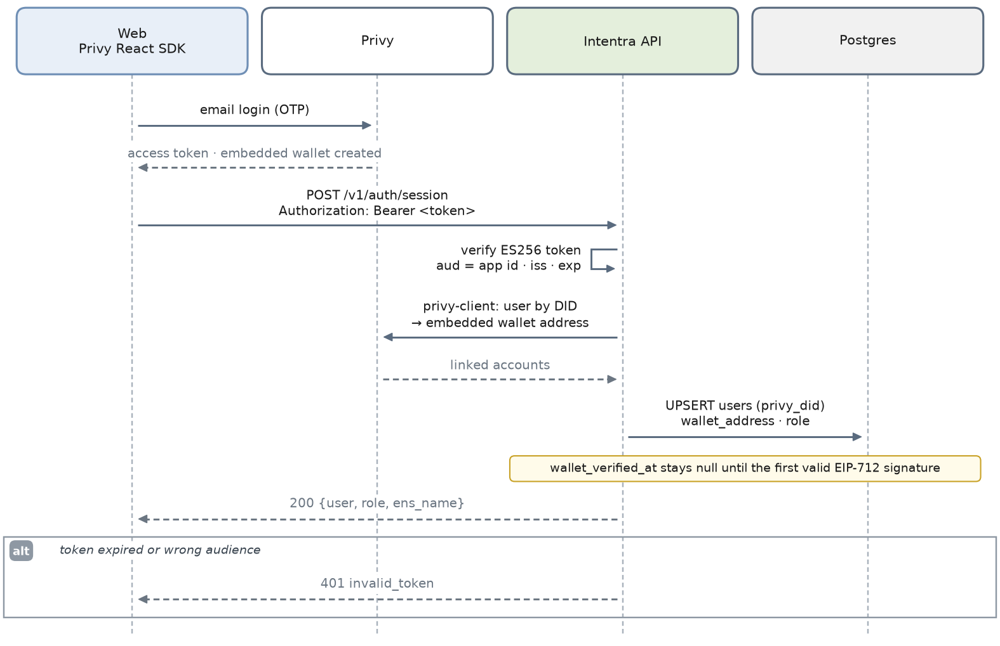 Web
Privy React SDK
Privy
Intentra API
Postgres
email login (OTP)
access token · embedded wallet created
POST /v1/auth/session
Authorization: Bearer <token>
verify ES256 token
aud = app id · iss · exp
privy-client: user by DID
→ embedded wallet address
linked accounts
UPSERT users (privy_did)
wallet_address · role
wallet_verified_at stays null until the first valid EIP-712 signature
200 {user, role, ens_name}
alt
token expired or wrong audience
401 invalid_token